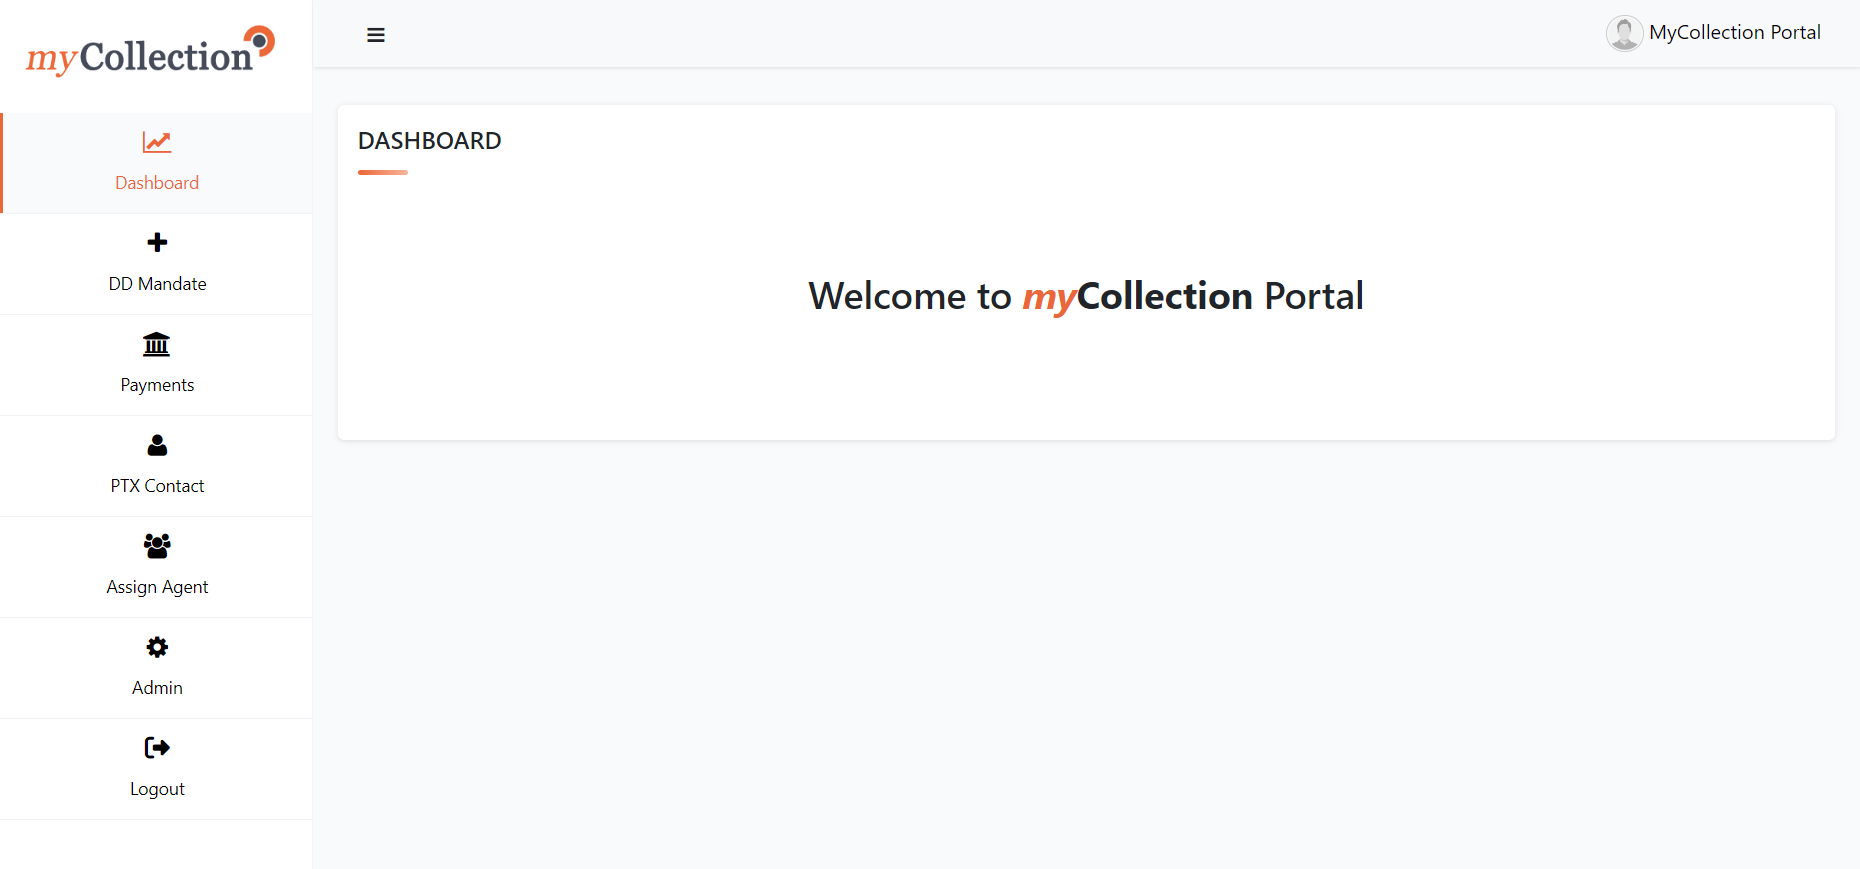 myCollection
MyCollection Portal
Dashboard
DD Mandate
Payments
PTX Contact
Assign Agent
Admin
Logout
DASHBOARD
Welcome to myCollection Portal